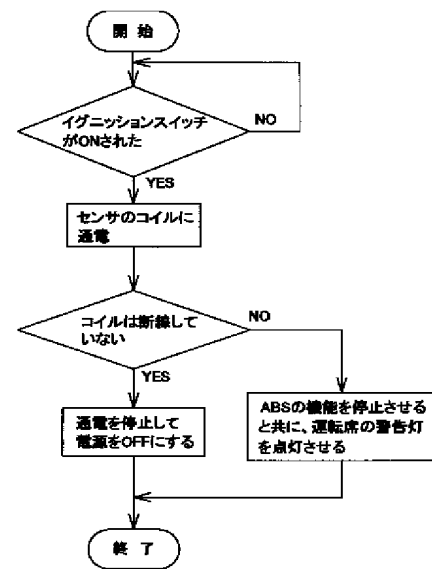 開 始
イグニッションスイッチ
がONされた
NO
YES
センサのコイルに
通電
コイルは断線して
いない
NO
YES
通電を停止して
電源をOFFにする
ABSの機能を停止させる
と共に、運転席の警告灯
を点灯させる
終 了